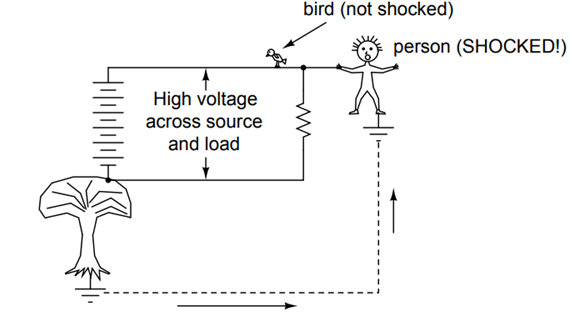 bird (not shocked)
person (SHOCKED!)
High voltage
across source
and load